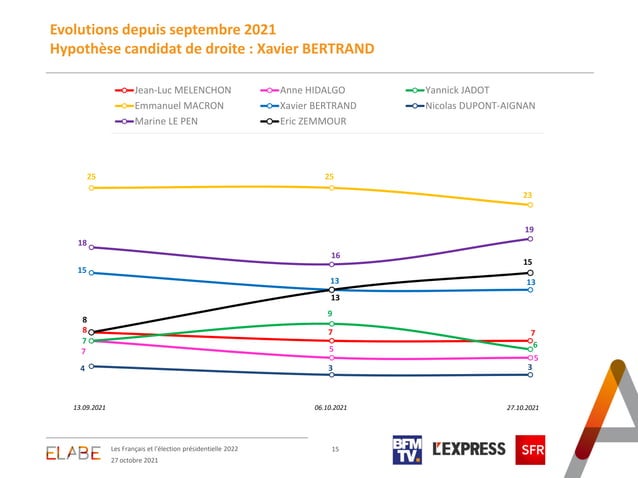 Evolutions depuis septembre 2021
Hypothèse candidat de droite : Xavier BERTRAND
Jean-Luc MELENCHON Anne HIDALGO Yannick JADOT
Emmanuel MACRON Xavier BERTRAND Nicolas DUPONT-AIGNAN
Marine LE PEN Eric ZEMMOUR
25 25 23
18 16 19
15 13 13
8 13 15
8 7 7
7 9 6
7 5 5
4 3 3
13.09.2021 06.10.2021 27.10.2021
ELABE
Les Français et l'élection présidentielle 2022
27 octobre 2021
15
BFM
TV.
L'EXPRESS
SFR